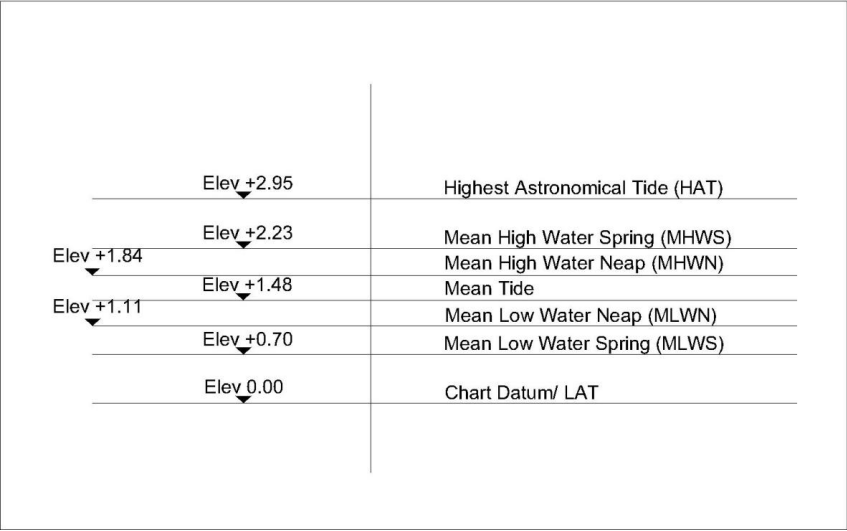 Elev +2.95
Highest Astronomical Tide (HAT)
Elev +2.23
Mean High Water Spring (MHWS)
Elev +1.84
Mean High Water Neap (MHWN)
Elev +1.48
Mean Tide
Elev +1.11
Mean Low Water Neap (MLWN)
Elev +0.70
Mean Low Water Spring (MLWS)
Elev 0.00
Chart Datum/ LAT